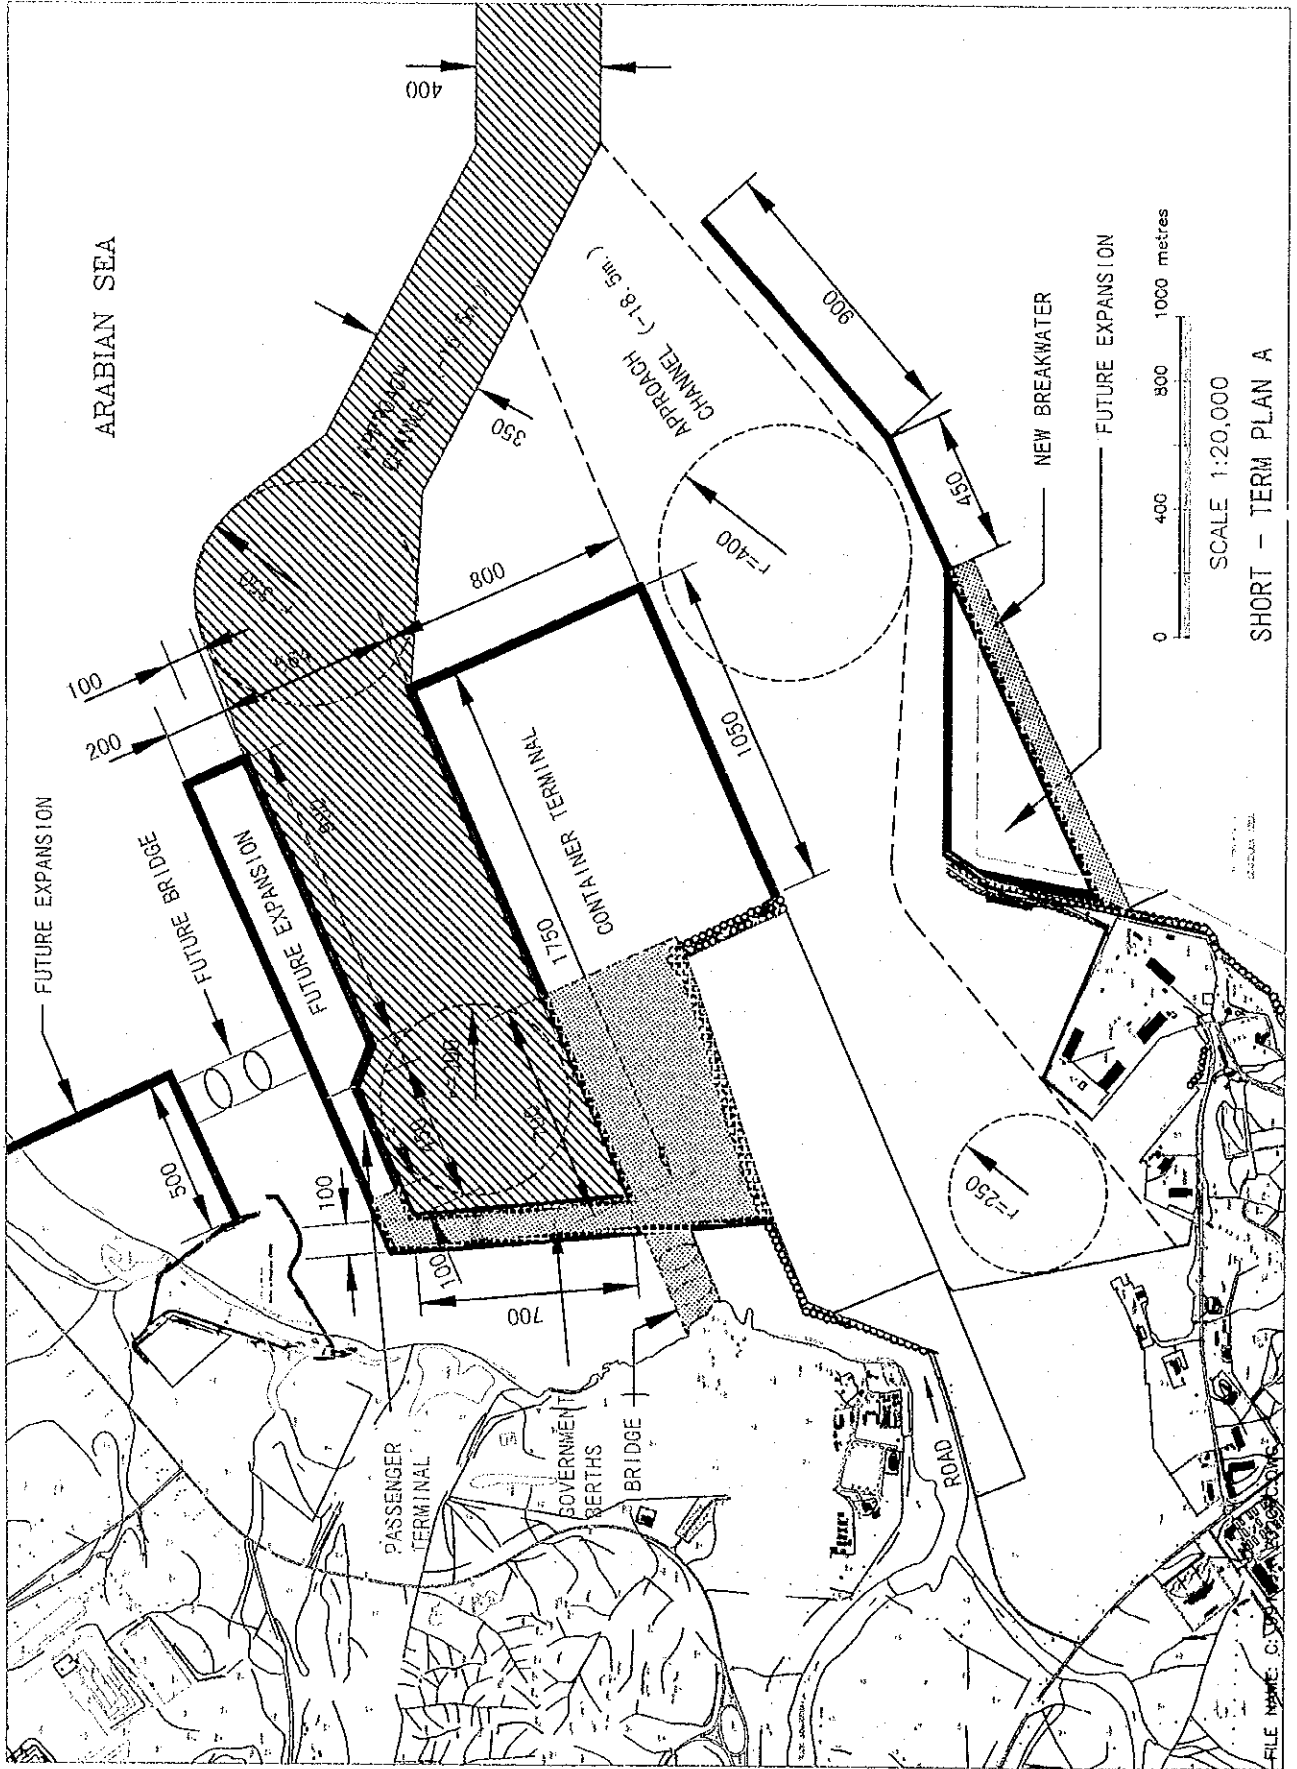 ARABIAN SEA
400
FUTURE EXPANSION
FUTURE BRIDGE
200
100
FUTURE EXPANSION
APPROACH
CHANNEL
350
800
APPROACH
CHANNEL (-18.5m.)
r=400
900
450
NEW BREAKWATER
FUTURE EXPANSION
1750
CONTAINER TERMINAL
1050
500
100
100
700
r=250
PASSENGER
TERMINAL
GOVERNMENT
BERTHS
BRIDGE
ROAD
0 400 800 1000 metres
SCALE 1:20,000
SHORT - TERM PLAN A
FILE NAME